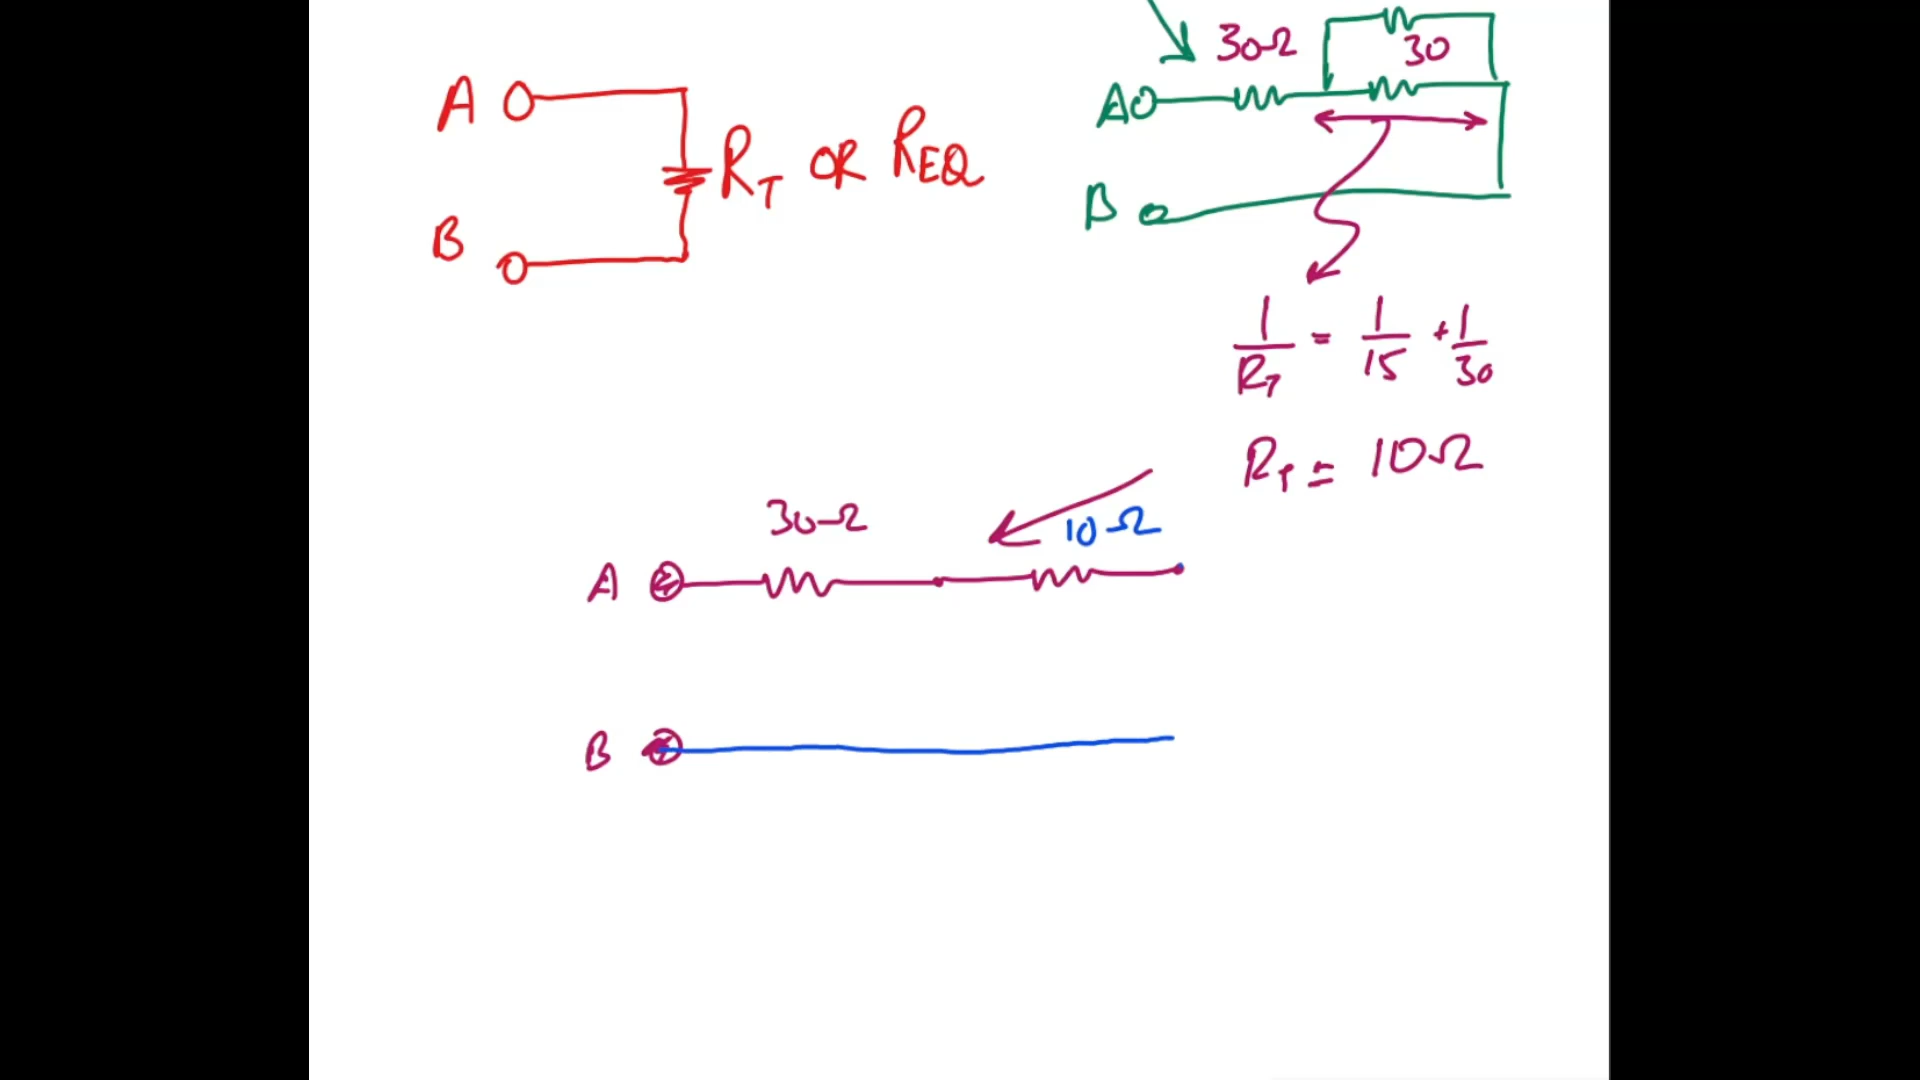 A
R_T OR R_EQ
B
30Ω
30
A
B
1/R_T = 1/15 + 1/30
R_T = 10Ω
30Ω
10Ω
A
B